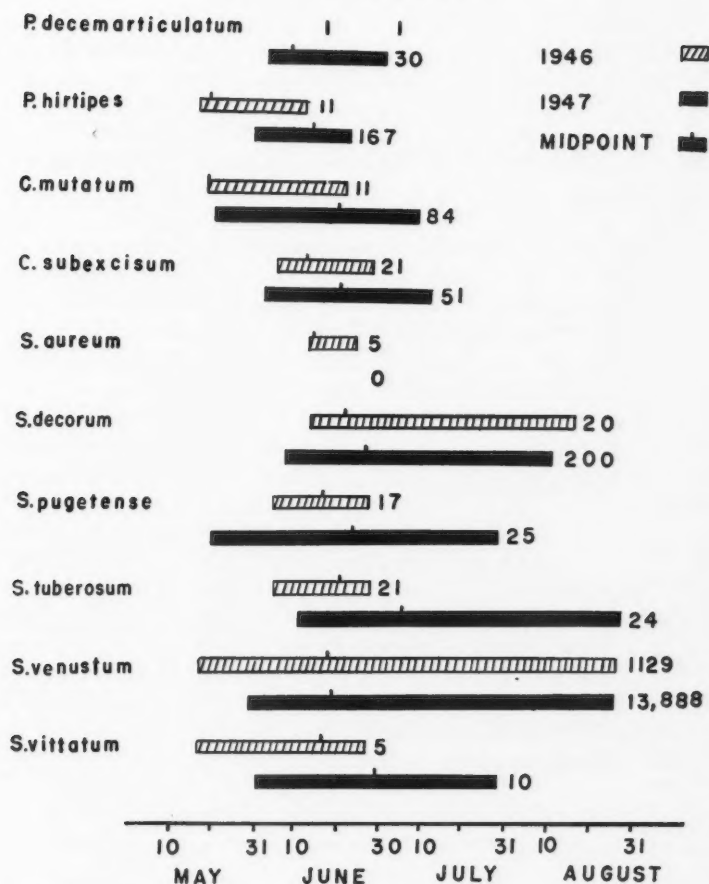 P. decemarticulatum 1 1
30
1946
P. hirtipes 11
1947
167
MIDPOINT
C. mutatum 11
84
C. subexcisum 21
51
S. aureum 5
0
S. decorum 20
200
S. pugetense 17
25
S. tuberosum 21
24
S. venustum 1129
13,888
S. vittatum 5
10
10 31 10 30 10 31 10 31
MAY JUNE JULY AUGUST